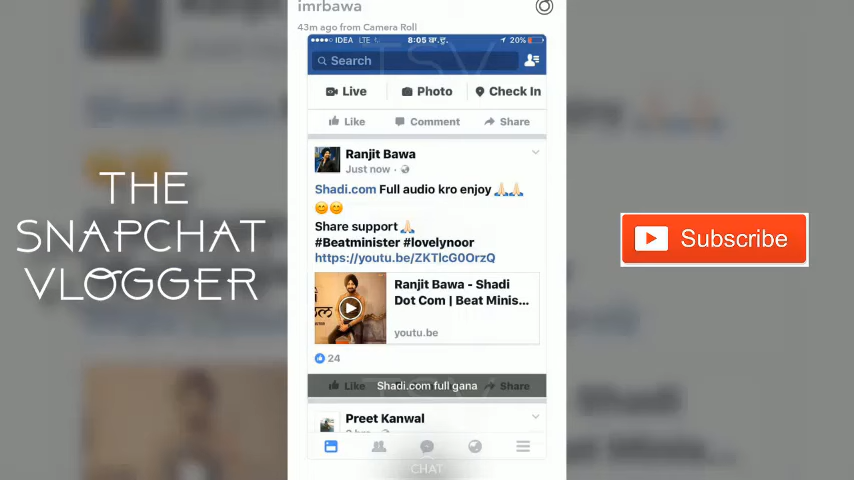 imrbawa
43m ago from Camera Roll
IDEA LTE 8:05 ਬਾ.ਦੁ. 20%
Search
Live Photo Check In
Like Comment Share
Ranjit Bawa
Just now
Shadi.com Full audio kro enjoy 🙏🏻🙏🏻
😊😊
Share support 🙏🏻
#Beatminister #lovelynoor
https://youtu.be/ZKTlcG0OrzQ
Ranjit Bawa - Shadi
Dot Com | Beat Minis...
youtu.be
24
Like Share
Shadi.com full gana
Preet Kanwal
CHAT
THE
SNAPCHAT
VLOGGER
Subscribe
TSV